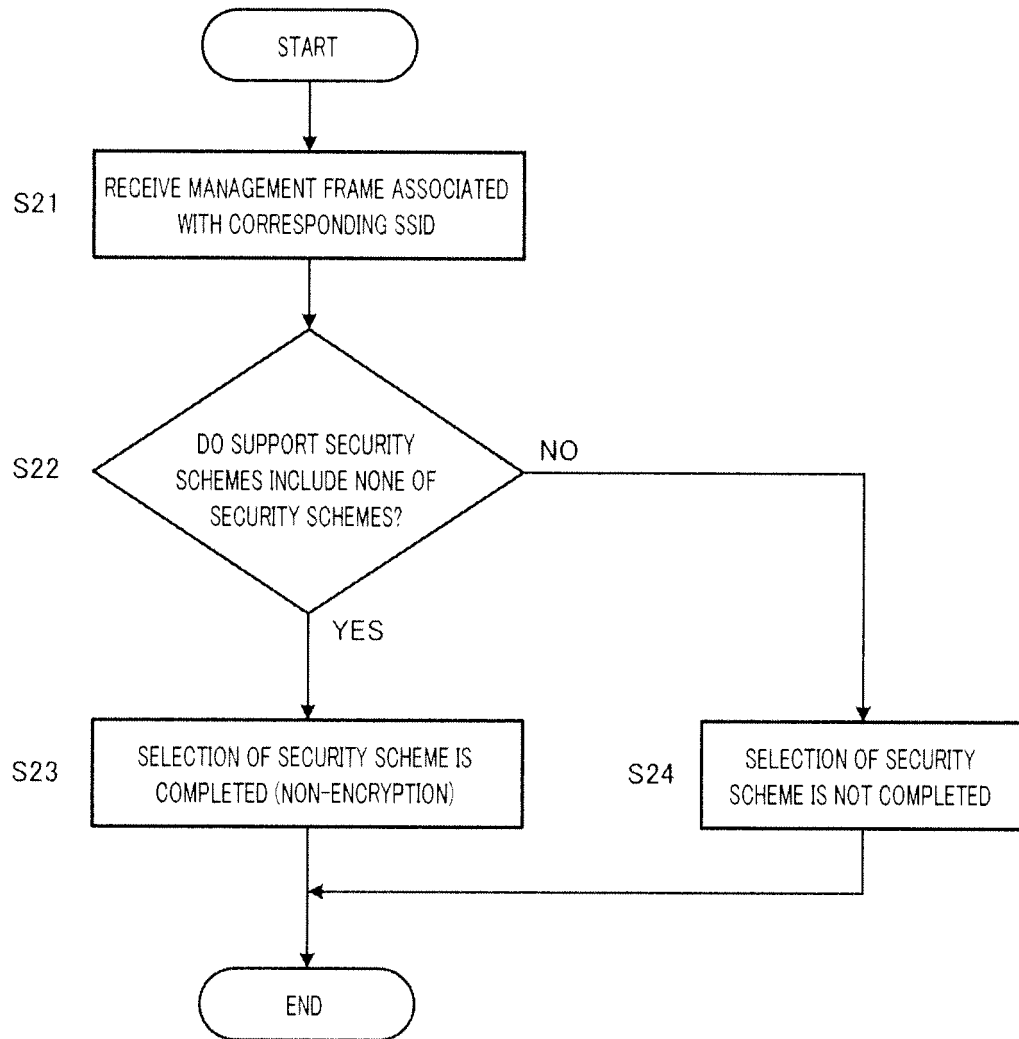 START
S21
RECEIVE MANAGEMENT FRAME ASSOCIATED
WITH CORRESPONDING SSID
S22
DO SUPPORT SECURITY
SCHEMES INCLUDE NONE OF
SECURITY SCHEMES?
NO
YES
S23
SELECTION OF SECURITY SCHEME IS
COMPLETED (NON-ENCRYPTION)
S24
SELECTION OF SECURITY
SCHEME IS NOT COMPLETED
END